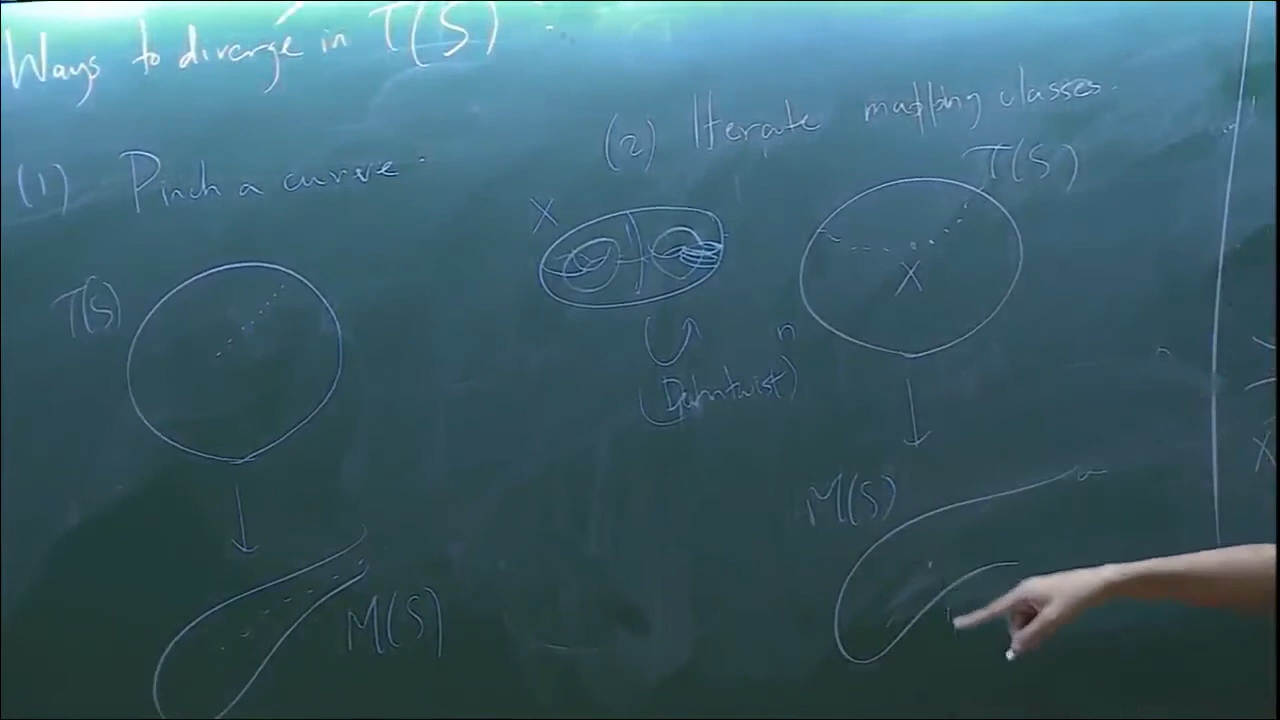 Ways to diverge in T(S) :
(1) Pinch a curve.
T(S)
M(S)
(2) Iterate mapping classes.
X
T(S)
X
(Dehn twist)
n
M(S)
X